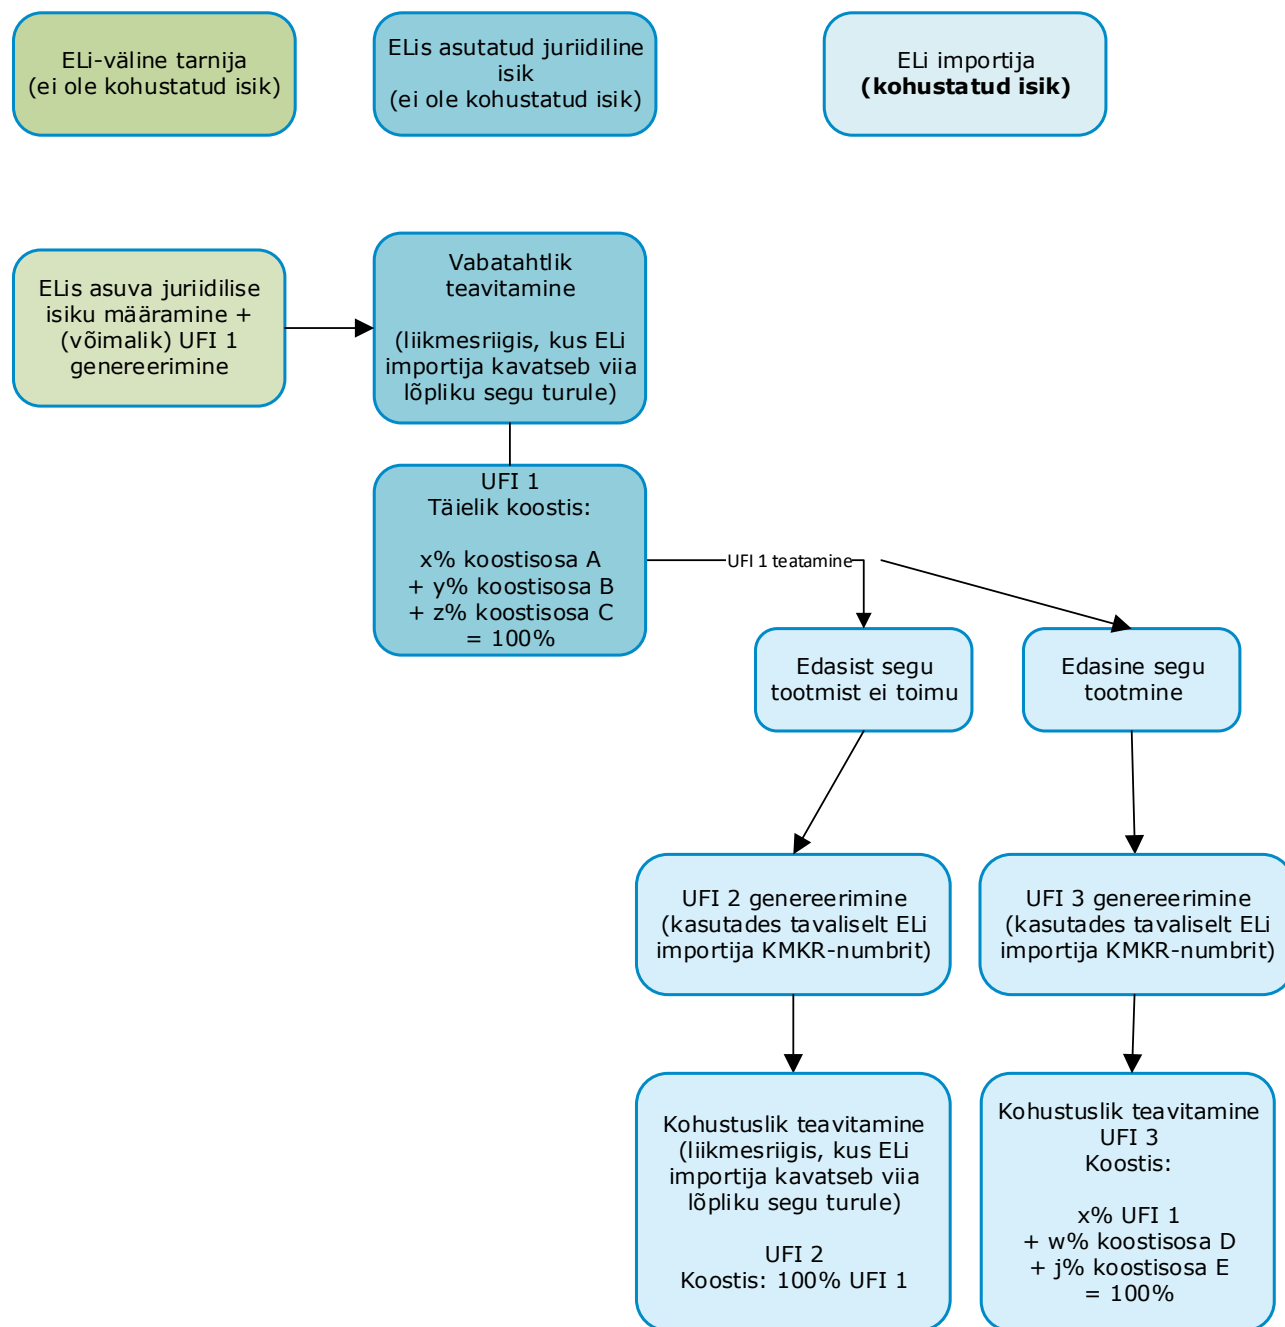 ELi-väline tarnija
(ei ole kohustatud isik)
ELis asutatud juriidiline
isik
(ei ole kohustatud isik)
ELi importija
(kohustatud isik)
ELis asuva juriidilise
isiku määramine +
(võimalik) UFI 1
genereerimine
Vabatahtlik
teavitamine
(liikmesriigis, kus ELi
importija kavatseb viia
lõpliku segu turule)
UFI 1
Täielik koostis:
x% koostisosa A
+ y% koostisosa B
+ z% koostisosa C
= 100%
UFI 1 teatamine
Edasist segu
tootmist ei toimu
Edasine segu
tootmine
UFI 2 genereerimine
(kasutades tavaliselt ELi
importija KMKR-numbrit)
UFI 3 genereerimine
(kasutades tavaliselt ELi
importija KMKR-numbrit)
Kohustuslik teavitamine
(liikmesriigis, kus ELi
importija kavatseb viia
lõpliku segu turule)
UFI 2
Koostis: 100% UFI 1
Kohustuslik teavitamine
UFI 3
Koostis:
x% UFI 1
+ w% koostisosa D
+ j% koostisosa E
= 100%